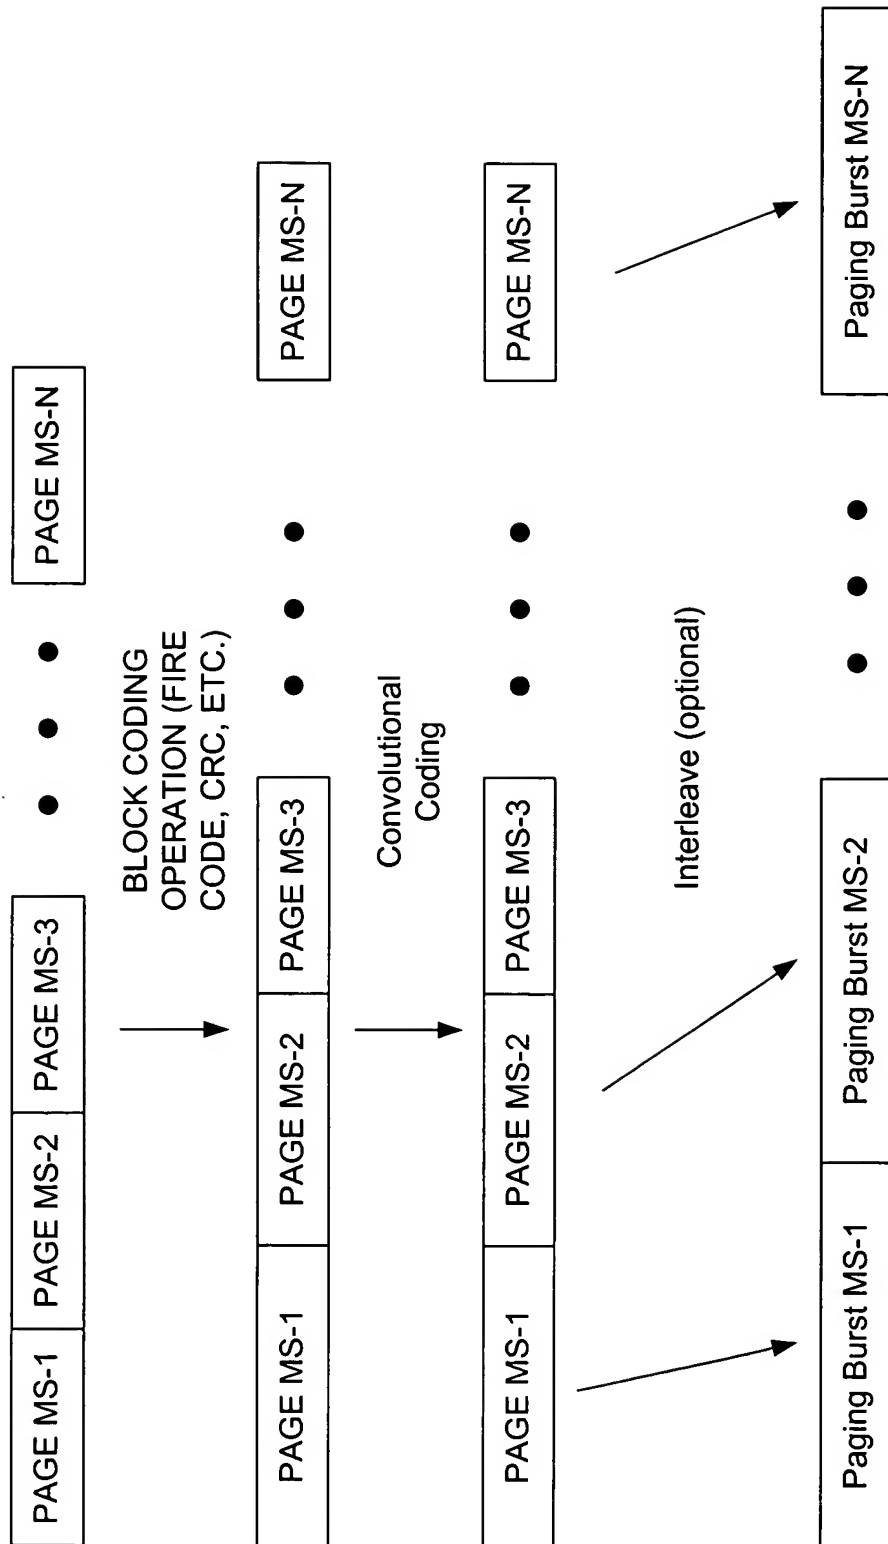 PAGE MS-1
PAGE MS-2
PAGE MS-3
PAGE MS-N
BLOCK CODING
OPERATION (FIRE
CODE, CRC, ETC.)
PAGE MS-1
PAGE MS-2
PAGE MS-3
PAGE MS-N
Convolutional
Coding
PAGE MS-1
PAGE MS-2
PAGE MS-3
PAGE MS-N
Interleave (optional)
Paging Burst MS-1
Paging Burst MS-2
Paging Burst MS-N